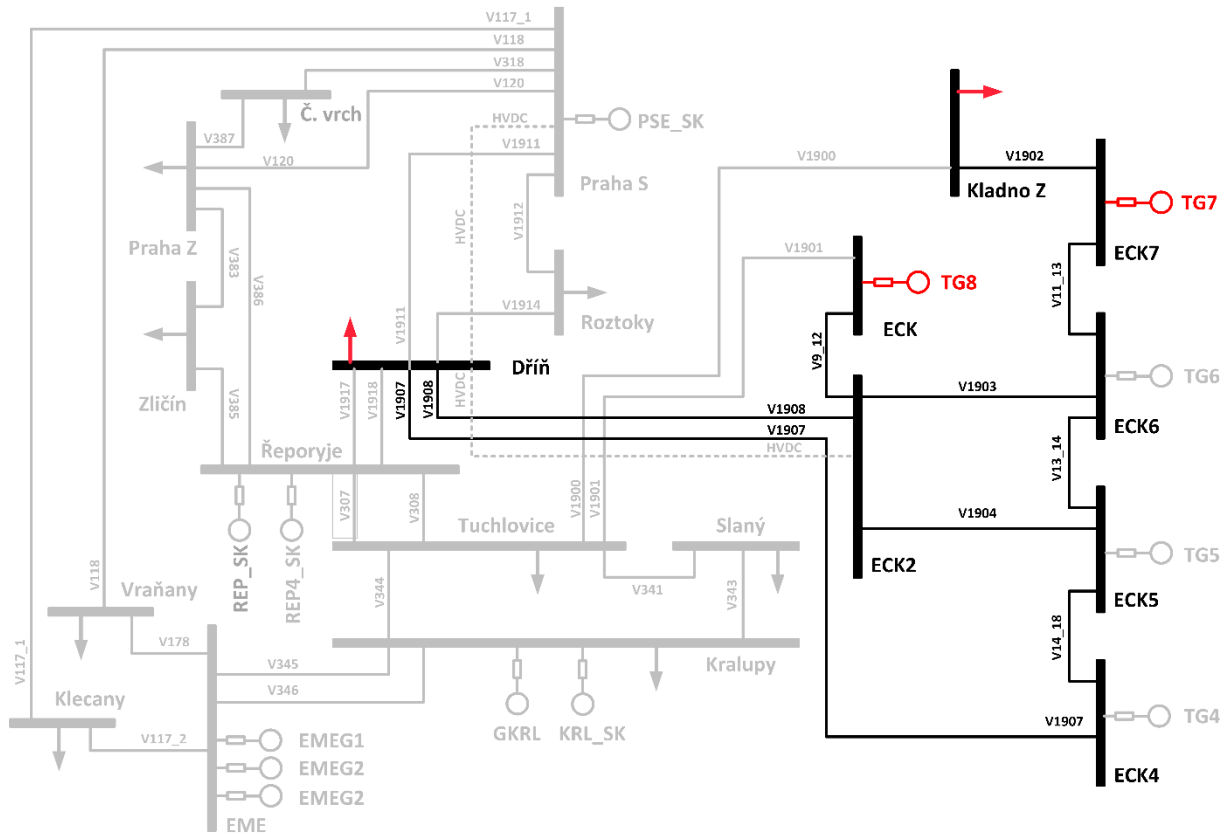 V117_1
V118
V318
V120
Č. vrch
HVDC
PSE_SK
V387
V1911
V120
V1900
V1902
Praha S
Kladno Z
TG7
HVDC
V1912
Praha Z
V383
V386
V1901
ECK7
V11_13
TG8
V1914
Roztoky
ECK
V1911
V9_12
Dříň
HVDC
TG6
Zličín
V385
V1917
V1918
V1907
V1908
V1903
V1908
V1907
ECK6
Řeporyje
HVDC
V13_14
V307
V308
V1900
V1901
Tuchlovice
Slaný
V1904
REP_SK
REP4_SK
TG5
ECK2
V118
Vraňany
V344
V341
V343
ECK5
V14_18
V178
Kralupy
V117_1
V345
Klecany
V346
GKRL
KRL_SK
V1907
TG4
V117_2
EMEG1
EMEG2
ECK4
EMEG2
EME